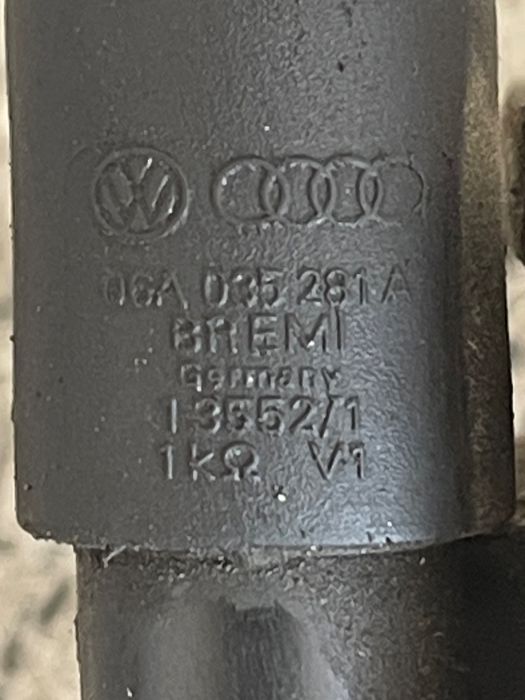 06A 035 281 A
BREMI
Germany
13552/1
1kΩ V1